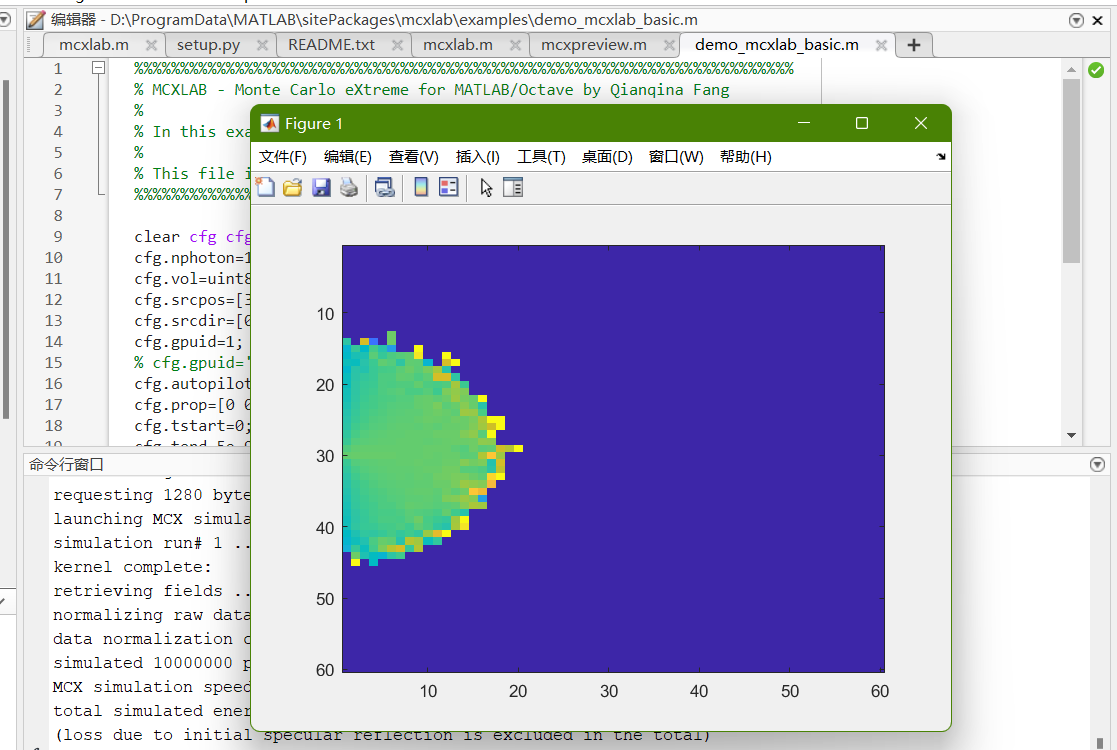 编辑器 - D:\ProgramData\MATLAB\sitePackages\mcxlab\examples\demo_mcxlab_basic.m
mcxlab.m setup.py README.txt mcxlab.m mcxpreview.m demo_mcxlab_basic.m
1 %%%%%%%%%%%%%%%%%%%%%%%%%%%%%%%%%%%%%%%%%%%%%%%%%%%%%%%%%%%%%%%%%%%%%%%%%
2 % MCXLAB - Monte Carlo eXtreme for MATLAB/Octave by Qianqina Fang
3 %
4 % In this exa
5 %
6 % This file i
7 %%%%%%%%%%%%%
8
9 clear cfg cfg
10 cfg.nphoton=1
11 cfg.vol=uint8
12 cfg.srcpos=[3
13 cfg.srcdir=[0
14 cfg.gpuid=1;
15 % cfg.gpuid='
16 cfg.autopilot
17 cfg.prop=[0 0
18 cfg.tstart=0;
Figure 1
文件(F) 编辑(E) 查看(V) 插入(I) 工具(T) 桌面(D) 窗口(W) 帮助(H)
10
20
30
40
50
60
10 20 30 40 50 60
命令行窗口
requesting 1280 byte
launching MCX simula
simulation run# 1 ..
kernel complete:
retrieving fields ..
normalizing raw data
data normalization c
simulated 10000000 p
MCX simulation speed
total simulated ener
(loss due to initial specular reflection is excluded in the total)